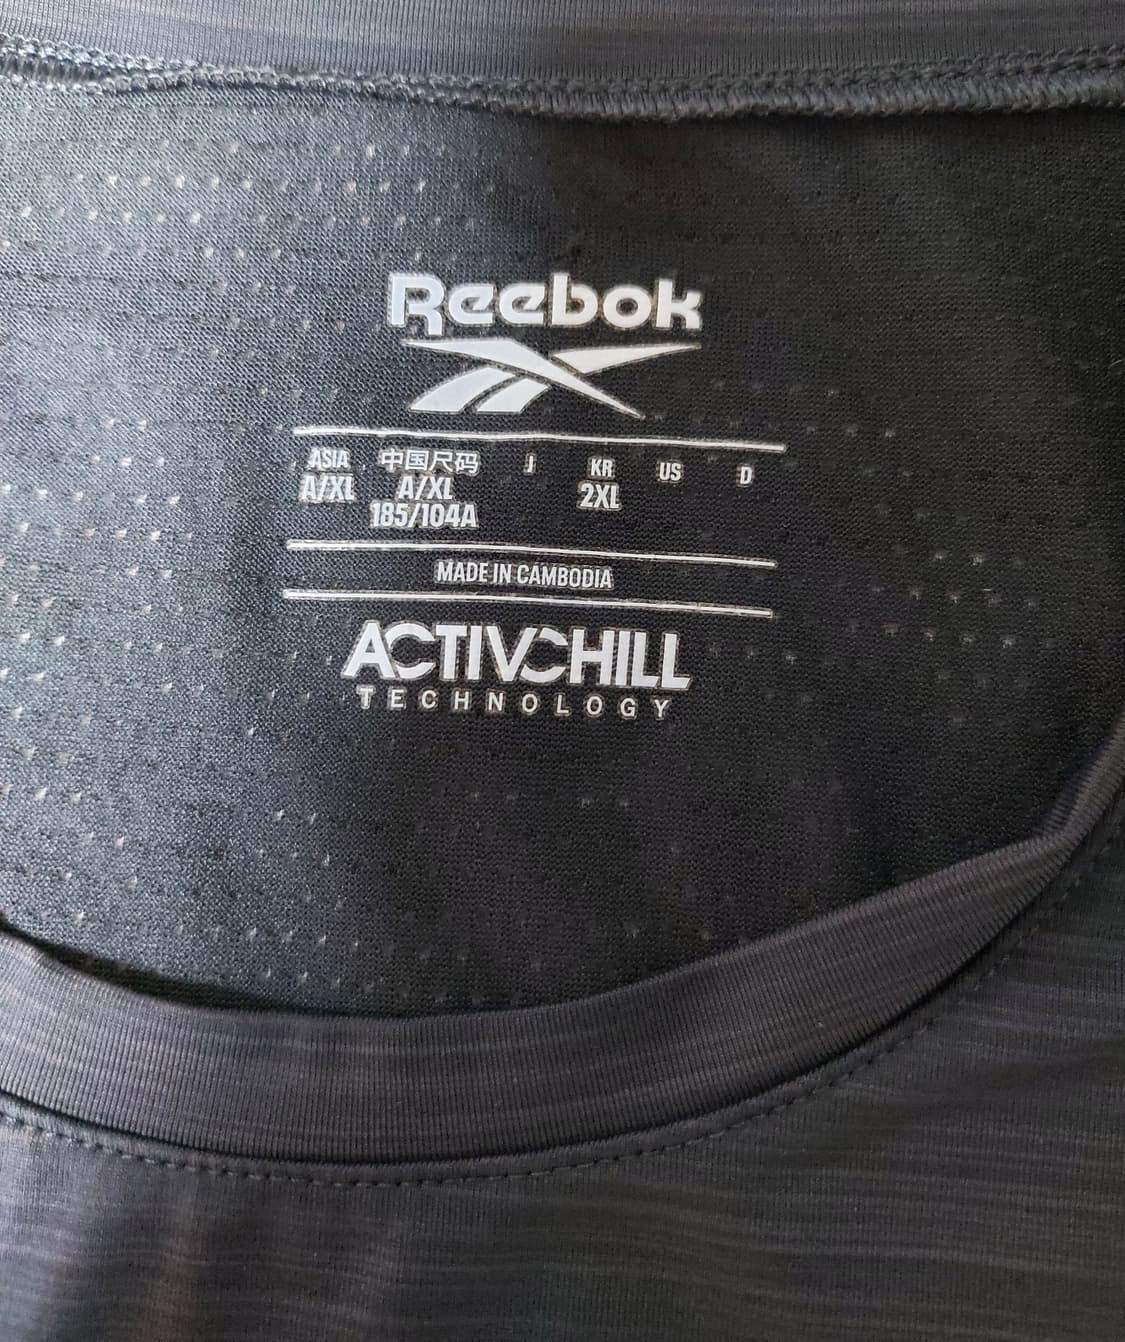 Reebok
ASIA 中国尺码 J KR US D
A/XL A/XL 2XL
185/104A
MADE IN CAMBODIA
ACTIVCHILL
TECHNOLOGY